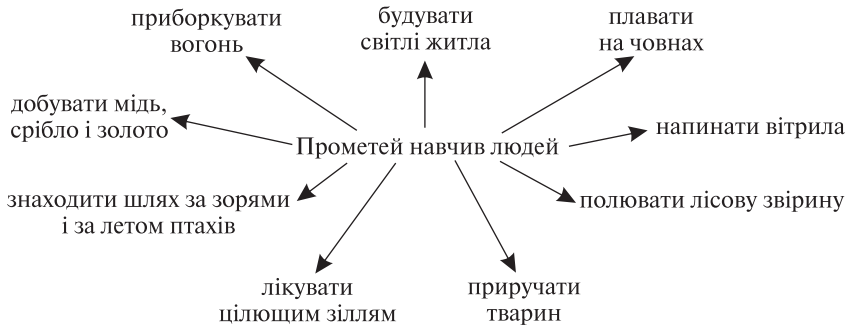 приборкувати
вогонь
будувати
світлі житла
плавати
на човнах
добувати мідь,
срібло і золото
Прометей навчив людей
напинати вітрила
знаходити шлях за зорями
і за летом птахів
полювати лісову звірину
лікувати
цілющим зіллям
приручати
тварин